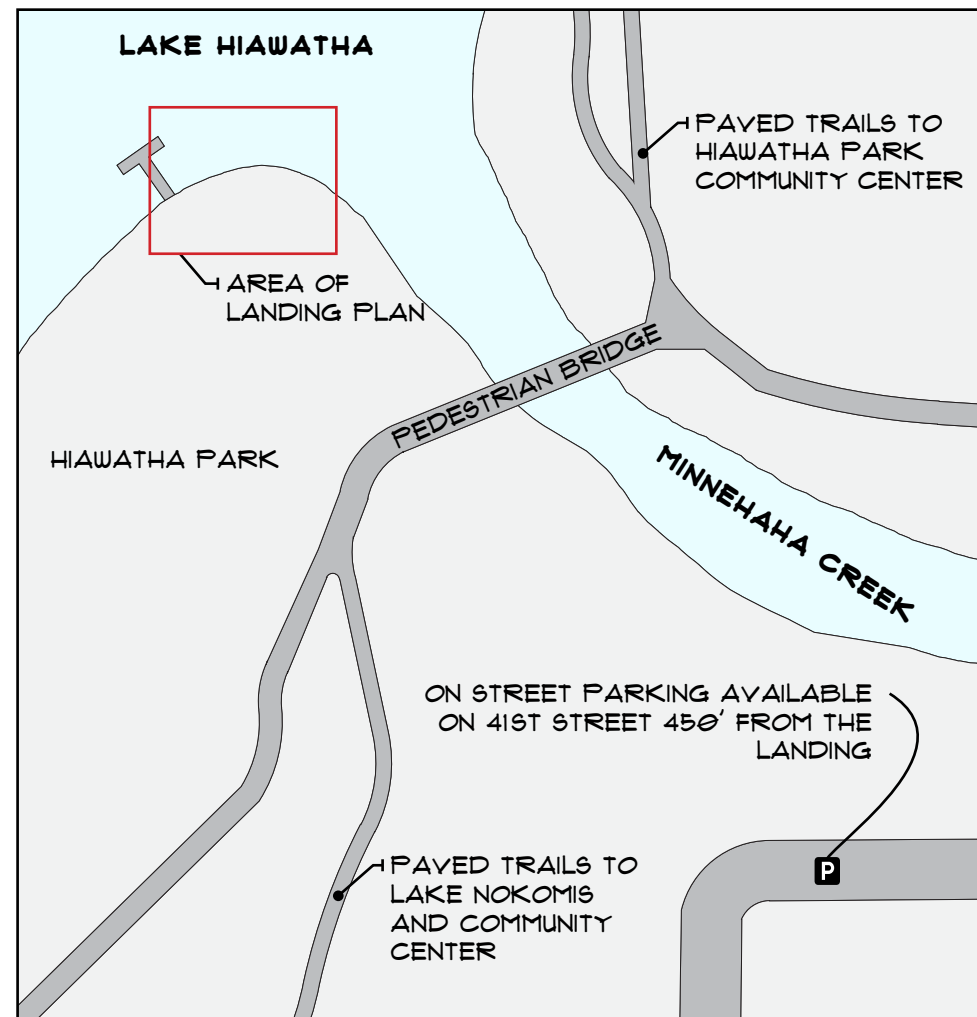 LAKE HIAWATHA
PAVED TRAILS TO
HIAWATHA PARK
COMMUNITY CENTER
AREA OF
LANDING PLAN
PEDESTRIAN BRIDGE
HIAWATHA PARK
MINNEHAHA CREEK
ON STREET PARKING AVAILABLE
ON 41ST STREET 450' FROM THE
LANDING
P
PAVED TRAILS TO
LAKE NOKOMIS
AND COMMUNITY
CENTER